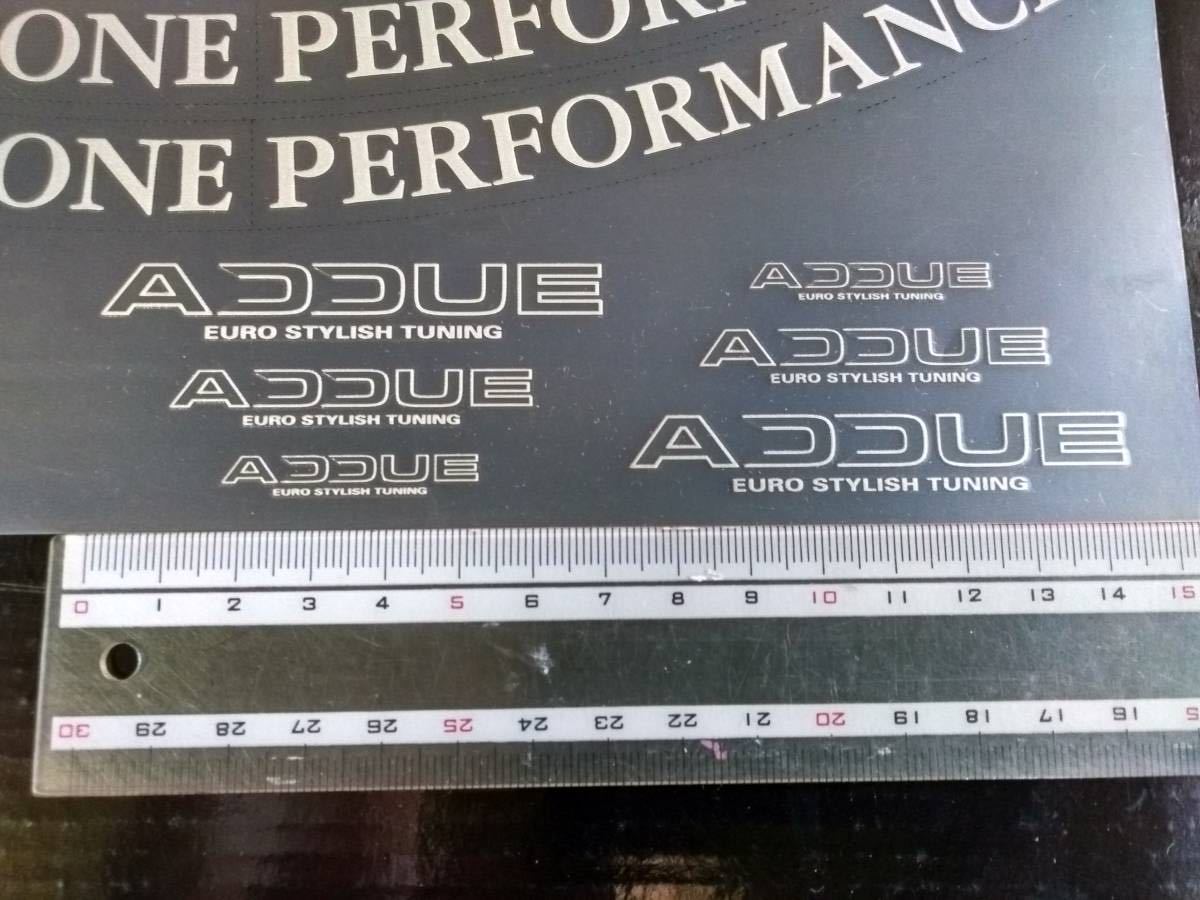 ONE PERFORM
ONE PERFORMANCE
ADDUE
EURO STYLISH TUNING
ADDUE
EURO STYLISH TUNING
ADDUE
EURO STYLISH TUNING
ADDUE
EURO STYLISH TUNING
ADDUE
EURO STYLISH TUNING
ADDUE
EURO STYLISH TUNING
0 1 2 3 4 5 6 7 8 9 10 11 12 13 14 15
30 29 28 27 26 25 24 23 22 21 20 19 18 17 16